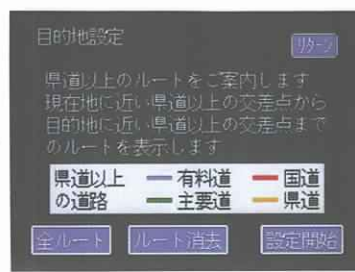 目的地設定
リターン
県道以上のルートをご案内します
現在地に近い県道以上の交差点から
目的地に近い県道以上の交差点まで
のルートを表示します
県道以上 有料道 国道
の道路 主要道 県道
全ルート ルート消去 設定開始